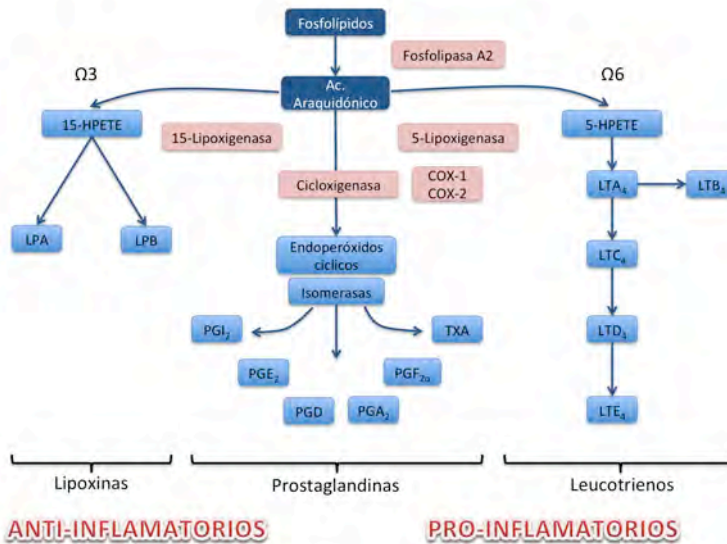 Fosfolípidos
Fosfolipasa A2
Ω3
Ω6
Ac.
Araquidónico
15-HPETE
15-Lipoxigenasa
5-Lipoxigenasa
5-HPETE
Cicloxigenasa
COX-1
COX-2
LTA₄
LTB₄
LPA
LPB
Endoperóxidos
cíclicos
LTC₄
Isomerasas
PGI₂
TXA
LTD₄
PGE₂
PGF₂α
PGD
PGA₂
LTE₄
Lipoxinas
Prostaglandinas
Leucotrienos
ANTI-INFLAMATORIOS
PRO-INFLAMATORIOS